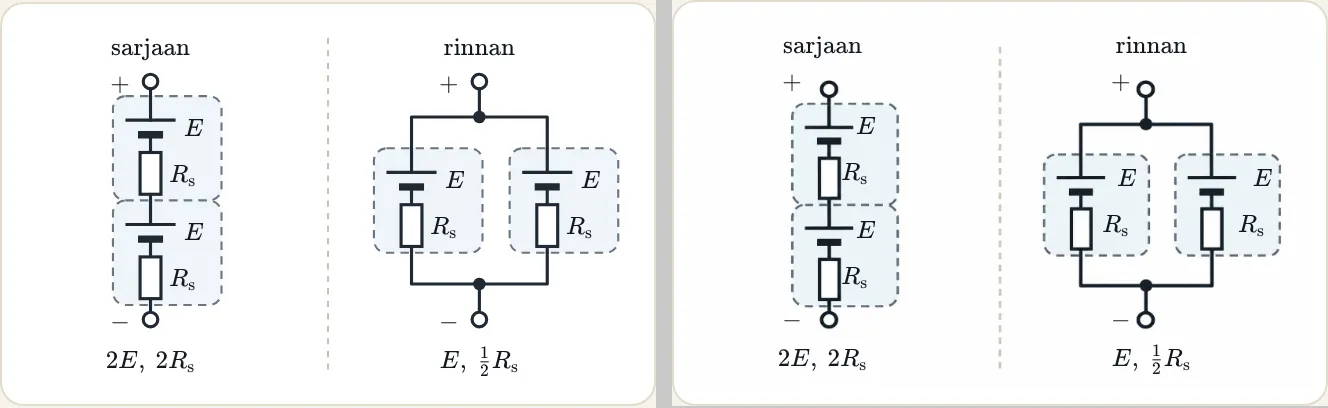 sarjaan
+
E
Rₛ
E
Rₛ
−
2E, 2Rₛ
rinnan
+
E
Rₛ
E
Rₛ
−
E, ½Rₛ
sarjaan
+
E
Rₛ
E
Rₛ
−
2E, 2Rₛ
rinnan
+
E
Rₛ
E
Rₛ
−
E, ½Rₛ